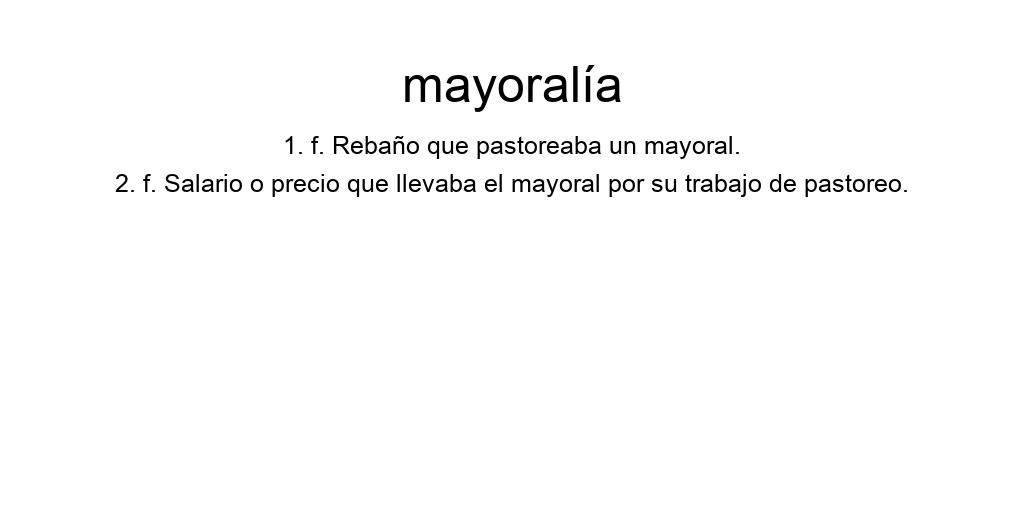 mayoralía
1. f. Rebaño que pastoreaba un mayoral.
2. f. Salario o precio que llevaba el mayoral por su trabajo de pastoreo.